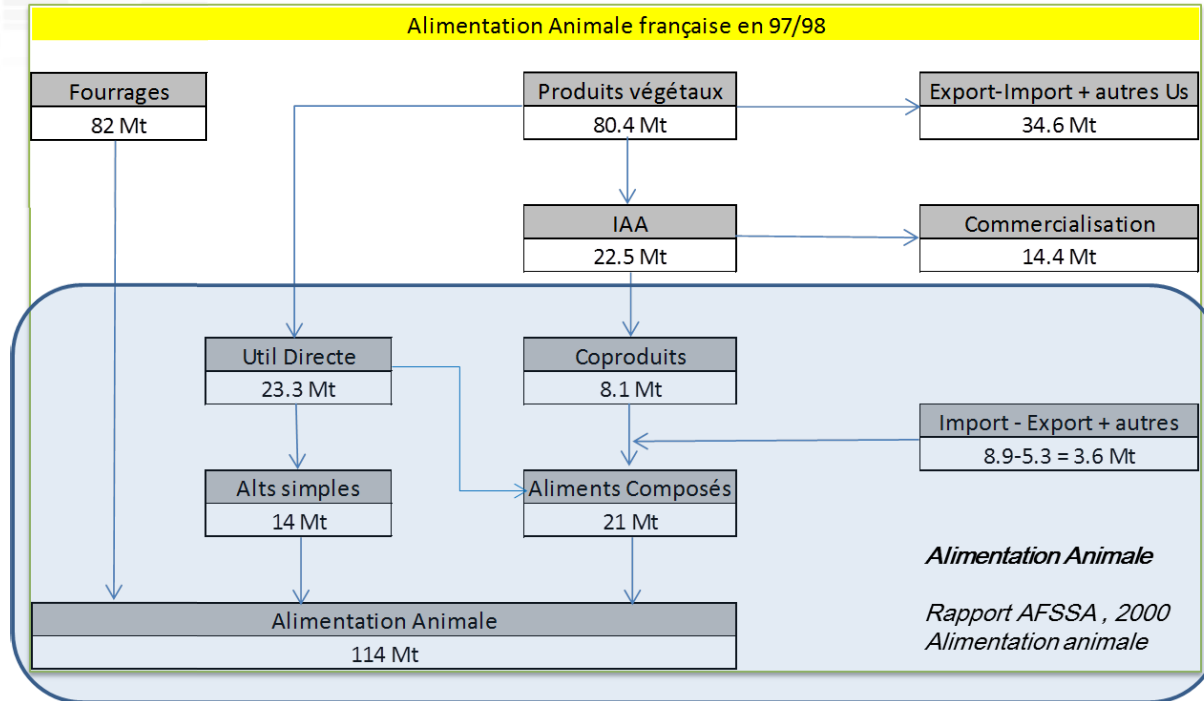 Alimentation Animale française en 97/98
Fourrages
82 Mt
Produits végétaux
80.4 Mt
Export-Import + autres Us
34.6 Mt
IAA
22.5 Mt
Commercialisation
14.4 Mt
Util Directe
23.3 Mt
Coproduits
8.1 Mt
Import - Export + autres
8.9-5.3 = 3.6 Mt
Alts simples
14 Mt
Aliments Composés
21 Mt
Alimentation Animale
114 Mt
Alimentation Animale
Rapport AFSSA , 2000
Alimentation animale